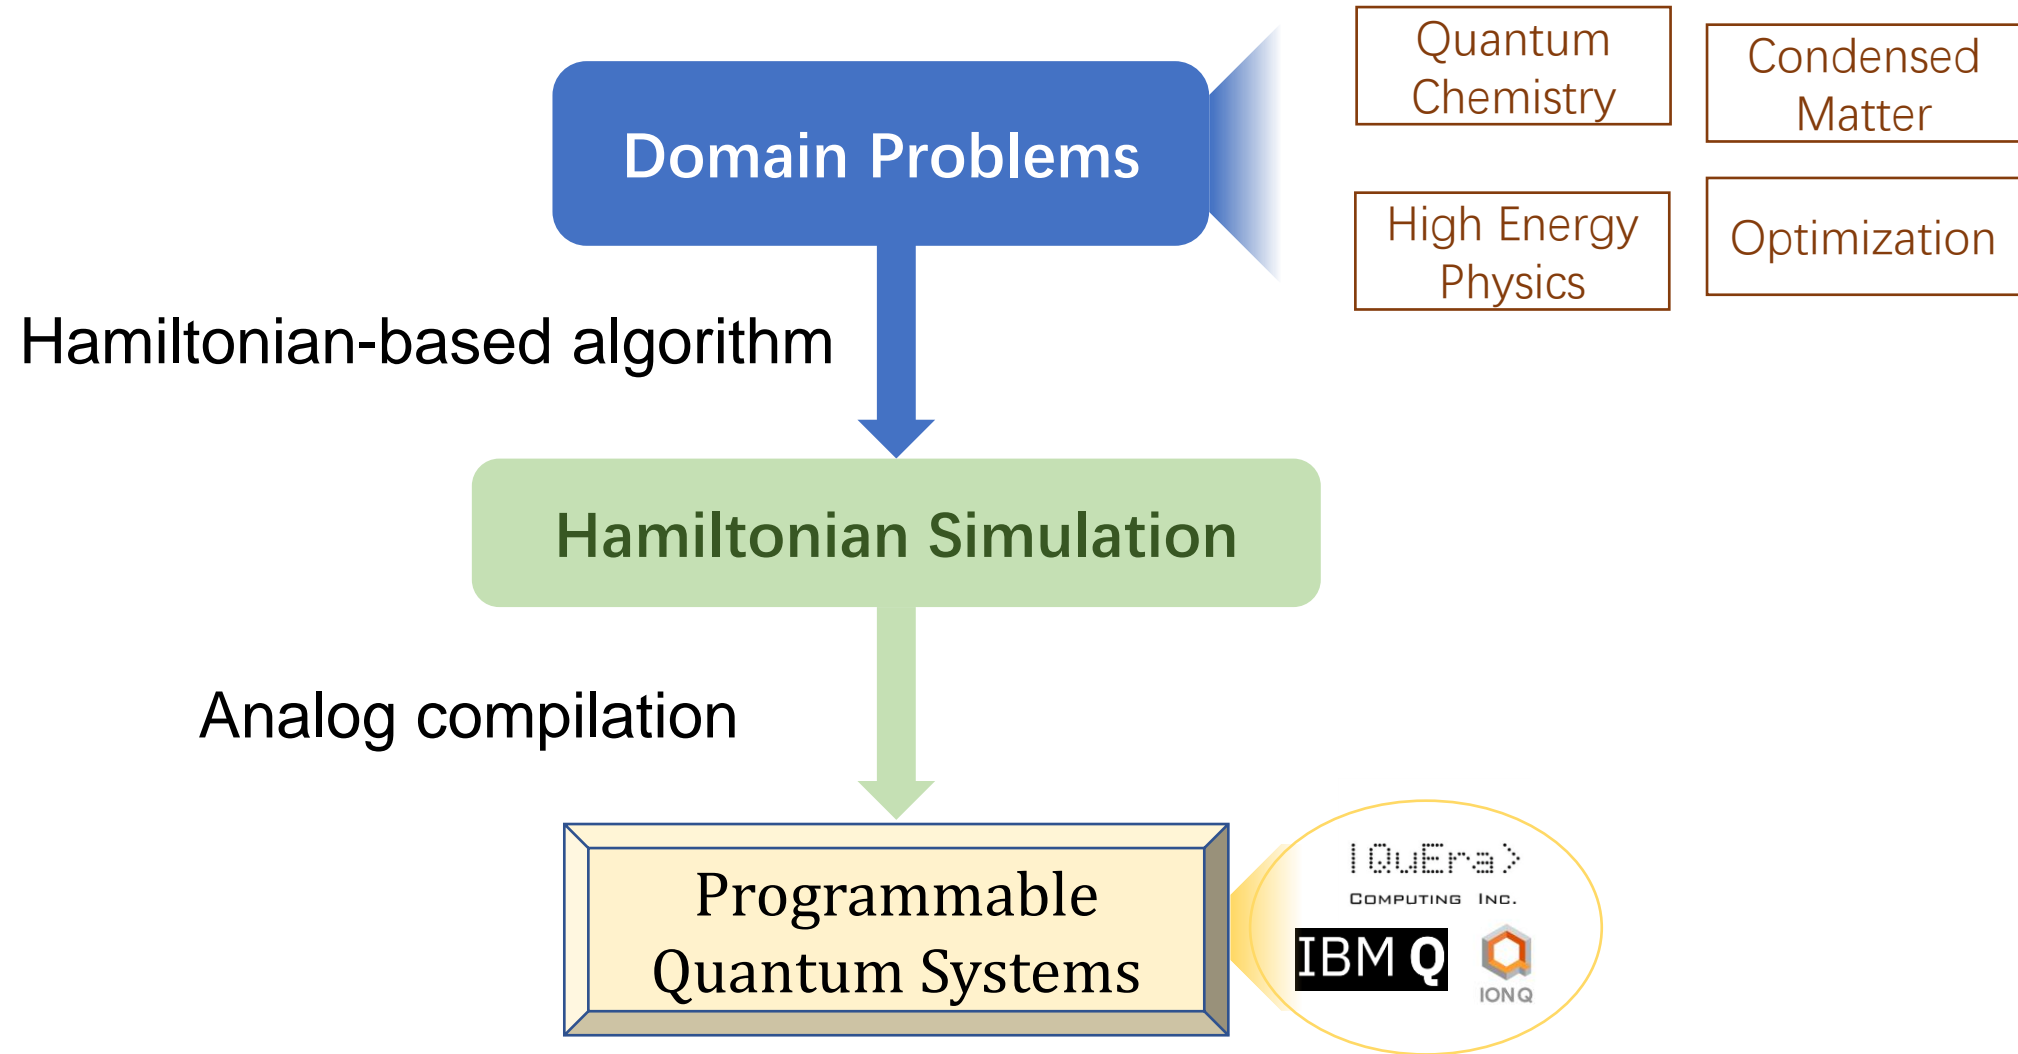 Domain Problems
Quantum
Chemistry
Condensed
Matter
High Energy
Physics
Optimization
Hamiltonian-based algorithm
Hamiltonian Simulation
Analog compilation
Programmable
Quantum Systems
|QuEra>
COMPUTING INC.
IBM Q
IONQ